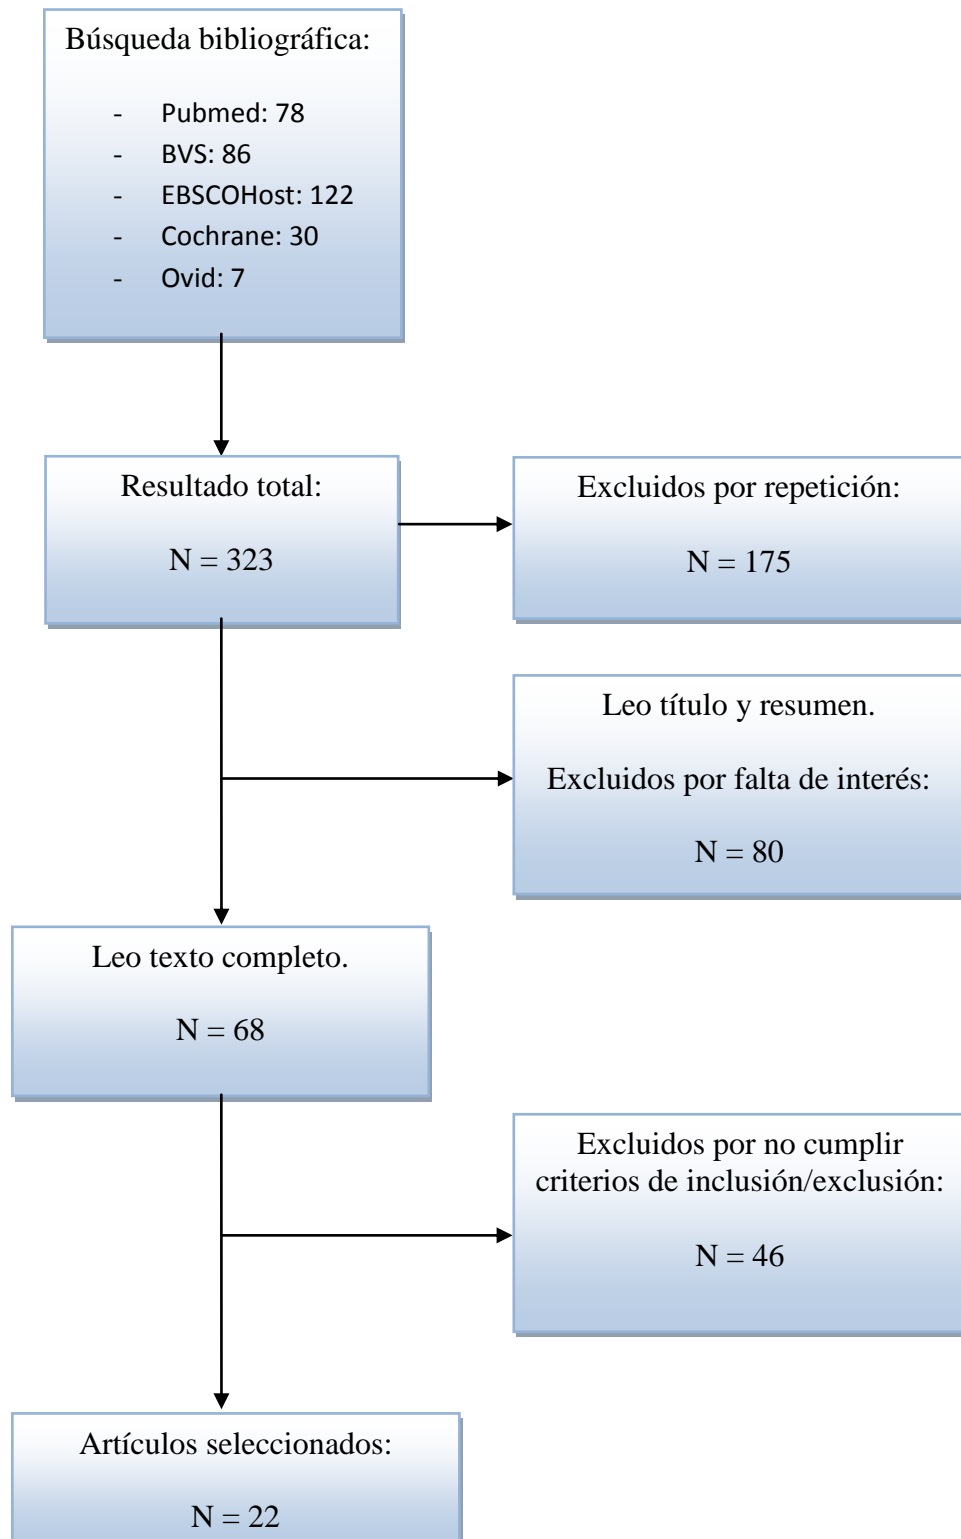 Búsqueda bibliográfica:
- Pubmed: 78
- BVS: 86
- EBSCOHost: 122
- Cochrane: 30
- Ovid: 7
Resultado total:
N = 323
Excluidos por repetición:
N = 175
Leo título y resumen.
Excluidos por falta de interés:
N = 80
Leo texto completo.
N = 68
Excluidos por no cumplir
criterios de inclusión/exclusión:
N = 46
Artículos seleccionados:
N = 22